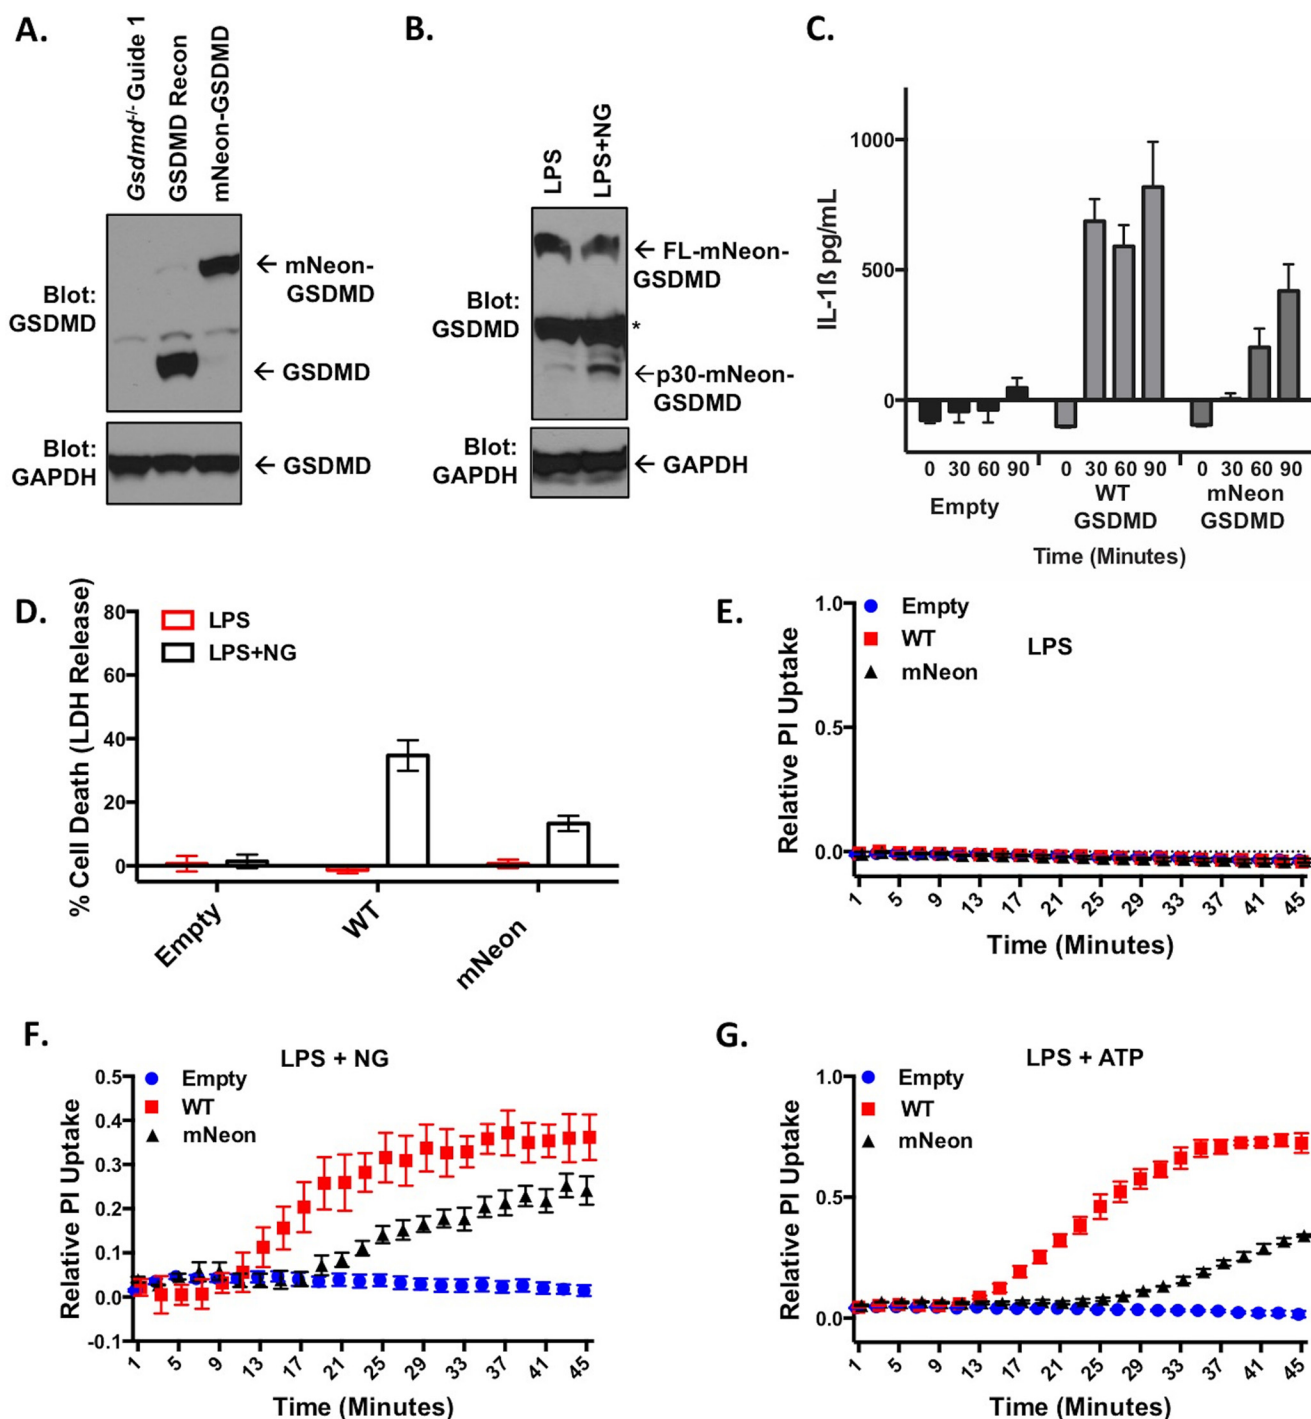 A.
Gsdmd-/- Guide 1
GSDMD Recon
mNeon-GSDMD
Blot:
GSDMD
← mNeon-
GSDMD
← GSDMD
Blot:
GAPDH
← GSDMD
B.
LPS
LPS+NG
Blot:
GSDMD
← FL-mNeon-
GSDMD
*
←p30-mNeon-
GSDMD
Blot:
GAPDH
← GAPDH
C.
IL-1ß pg/mL
1000
500
0
0 30 60 90 0 30 60 90 0 30 60 90
Empty
WT
GSDMD
mNeon
GSDMD
Time (Minutes)
D.
% Cell Death (LDH Release)
80
60
40
20
0
LPS
LPS+NG
Empty
WT
mNeon
E.
Relative PI Uptake
1.0
0.5
0.0
Empty
WT
mNeon
LPS
1 5 9 13 17 21 25 29 33 37 41 45
Time (Minutes)
F.
LPS + NG
Relative PI Uptake
0.5
0.4
0.3
0.2
0.1
0.0
-0.1
Empty
WT
mNeon
1 5 9 13 17 21 25 29 33 37 41 45
Time (Minutes)
G.
LPS + ATP
Relative PI Uptake
1.0
0.5
0.0
Empty
WT
mNeon
1 5 9 13 17 21 25 29 33 37 41 45
Time (Minutes)